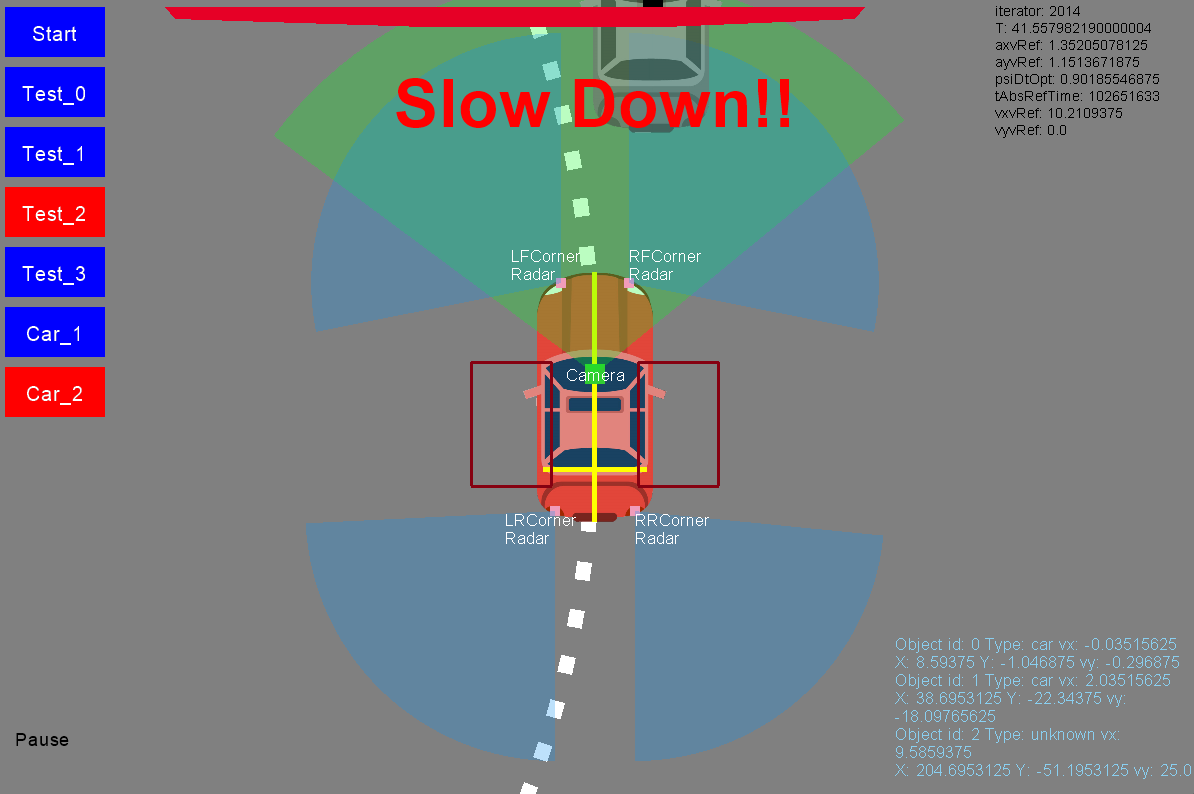 Start
Test_0
Test_1
Test_2
Test_3
Car_1
Car_2
Pause
Slow Down!!
iterator: 2014
T: 41.557982190000004
axvRef: 1.35205078125
ayvRef: 1.1513671875
psiDtOpt: 0.90185546875
tAbsRefTime: 102651633
vxvRef: 10.2109375
vyvRef: 0.0
LFCorner
Radar
RFCorner
Radar
Camera
LRCorner
Radar
RRCorner
Radar
Object id: 0 Type: car vx: -0.03515625
X: 8.59375 Y: -1.046875 vy: -0.296875
Object id: 1 Type: car vx: 2.03515625
X: 38.6953125 Y: -22.34375 vy:
-18.09765625
Object id: 2 Type: unknown vx:
9.5859375
X: 204.6953125 Y: -51.1953125 vy: 25.0